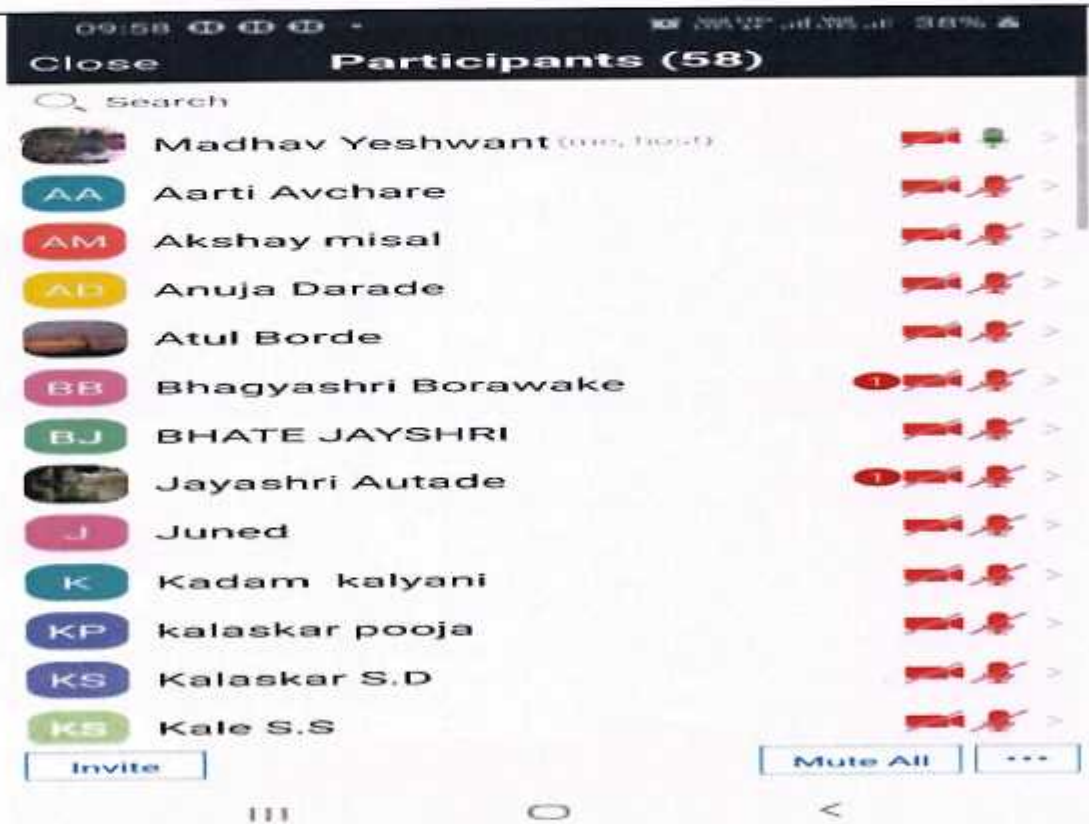 09:58 38%
Close Participants (58)
Search
Madhav Yeshwant (me, host)
AA Aarti Avchare
AM Akshay misal
AD Anuja Darade
Atul Borde
BB Bhagyashri Borawake 1
BJ BHATE JAYSHRI
Jayashri Autade 1
J Juned
K Kadam kalyani
KP kalaskar pooja
KS Kalaskar S.D
KS Kale S.S
Invite Mute All ...